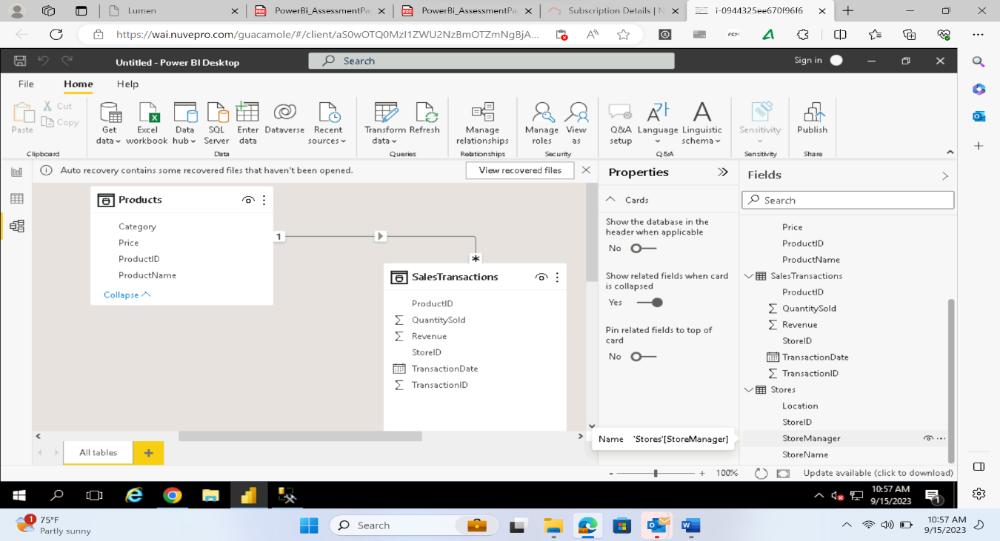 Lumen
PowerBi_AssessmentPa
PowerBi_AssessmentPa
Subscription Details | N
i-0944325ee670f96f6
https://wai.nuvepro.com/guacamole/#/client/aS0wOTQ0MzI1ZWU2NzBmOTZmNgBjA...
Untitled - Power BI Desktop
Search
Sign in
File
Home
Help
Paste
Cut
Copy
Get data
Excel workbook
Data hub
SQL Server
Enter data
Dataverse
Recent sources
Transform data
Refresh
Manage relationships
Manage roles
View as
Q&A setup
Language
Linguistic schema
Sensitivity
Publish
Clipboard
Data
Queries
Relationships
Security
Q&A
Sensitivity
Share
Auto recovery contains some recovered files that haven't been opened.
View recovered files
Products
Category
Price
ProductID
ProductName
Collapse
1
*
SalesTransactions
ProductID
QuantitySold
Revenue
StoreID
TransactionDate
TransactionID
All tables
Properties
Cards
Show the database in the
header when applicable
No
Show related fields when card
is collapsed
Yes
Pin related fields to top of
card
No
Name 'Stores'[StoreManager]
Fields
Search
Price
ProductID
ProductName
SalesTransactions
ProductID
QuantitySold
Revenue
StoreID
TransactionDate
TransactionID
Stores
Location
StoreID
StoreManager
StoreName
100%
Update available (click to download)
10:57 AM
9/15/2023
1
1
75°F
Partly sunny
Search
10:57 AM
9/15/2023